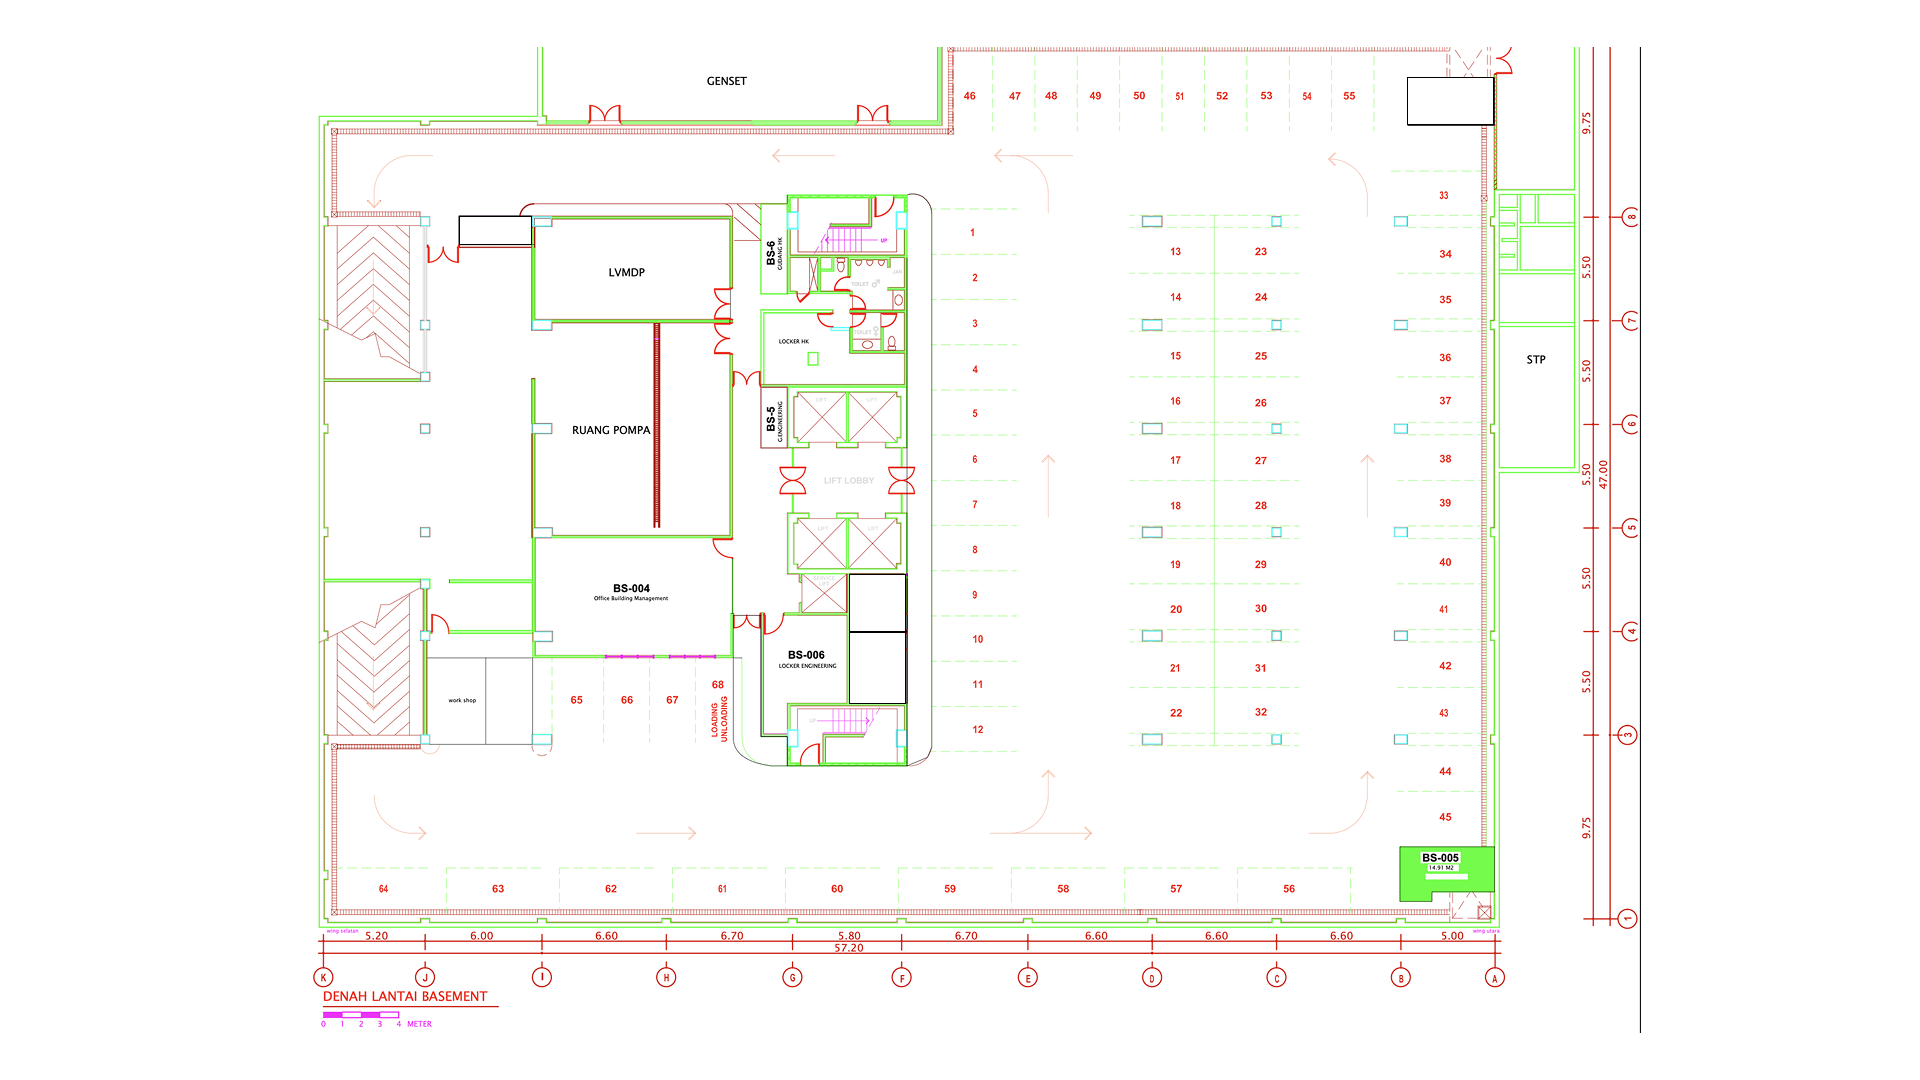 GENSET
46 47 48 49 50 51 52 53 54 55
9.75
33
8
BS-6
GUDANG HK
UP
LVMDP
JAN
TOILET
1
13 23
34
5.50
2
14 24
35
7
3
TOILET
LOCKER HK
15 25
36
STP
4
5.50
16 26
37
LIFT LIFT
BS-5
G.ENGINEERING
5
6
RUANG POMPA
6
17 27
38
5.50
47.00
LIFT LOBBY
7
18 28
39
5
LIFT LIFT
8
19 29
40
5.50
SERVICE
LIFT
BS-004
Office Building Management
9
20 30
41
4
10
BS-006
LOCKER ENGINEERING
21 31
42
5.50
11
work shop
65 66 67 68
LOADING
UNLOADING
22 32
43
UP
12
3
44
45
9.75
BS-005
14.91 M2
64 63 62 61 60 59 58 57 56
1
wing selatan
wing utara
5.20 6.00 6.60 6.70 5.80 6.70 6.60 6.60 6.60 5.00
57.20
K J I H G F E D C B A
DENAH LANTAI BASEMENT
0 1 2 3 4 METER